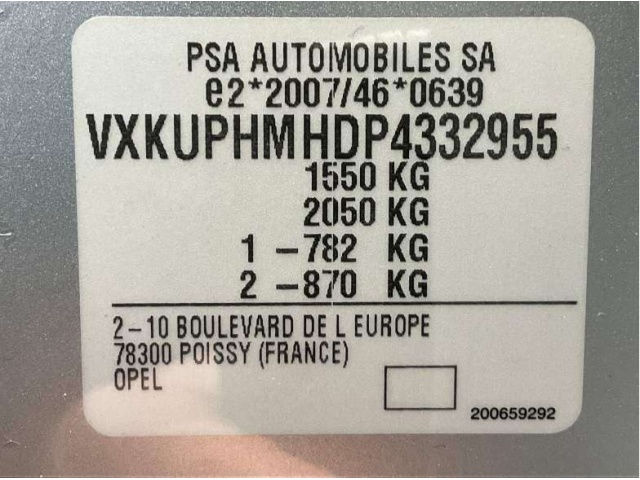 PSA AUTOMOBILES SA
e2*2007/46*0639
VXKUPHMHDP4332955
1550 KG
2050 KG
1 -782 KG
2 -870 KG
2-10 BOULEVARD DE L EUROPE
78300 POISSY (FRANCE)
OPEL
200659292